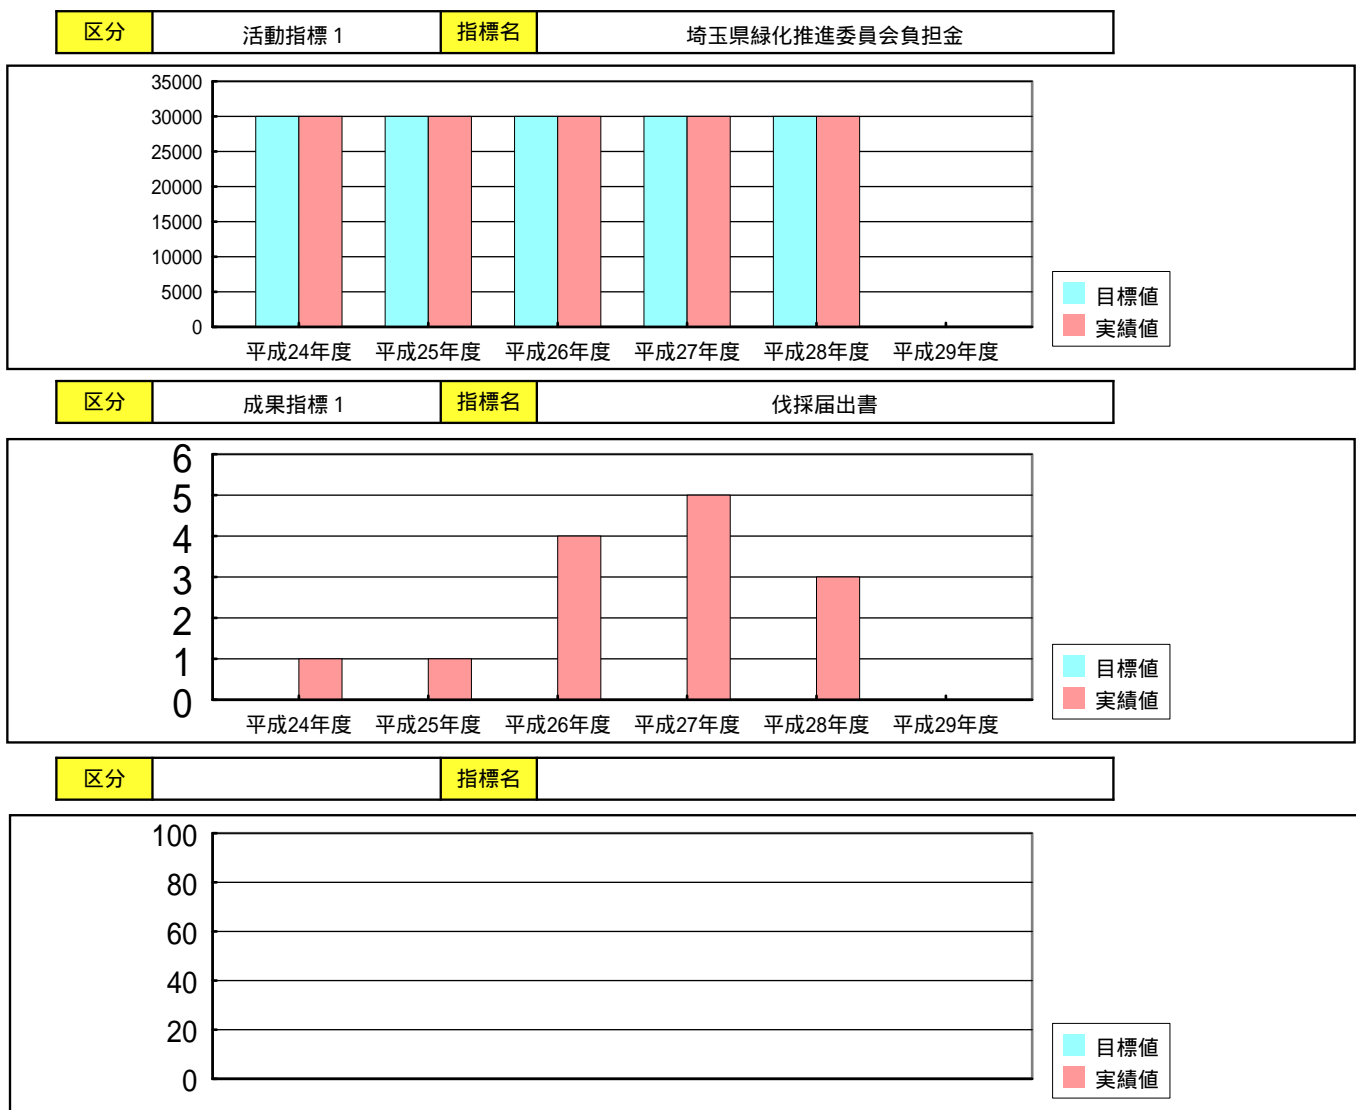 区分 活動指標1 指標名 埼玉県緑化推進委員会負担金
35000
30000
25000
20000
15000
10000
5000
0
平成24年度 平成25年度 平成26年度 平成27年度 平成28年度 平成29年度
目標値
実績値
区分 成果指標1 指標名 伐採届出書
6
5
4
3
2
1
0
平成24年度 平成25年度 平成26年度 平成27年度 平成28年度 平成29年度
目標値
実績値
区分 指標名
100
80
60
40
20
0
目標値
実績値